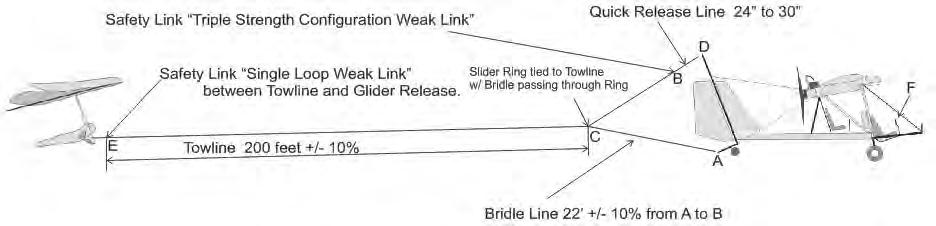 Quick Release Line 24" to 30"
Safety Link “Triple Strength Configuration Weak Link”
D
Safety Link “Single Loop Weak Link”
between Towline and Glider Release.
Slider Ring tied to Towline
w/ Bridle passing through Ring
B
F
E
C
Towline 200 feet +/- 10%
A
Bridle Line 22' +/- 10% from A to B